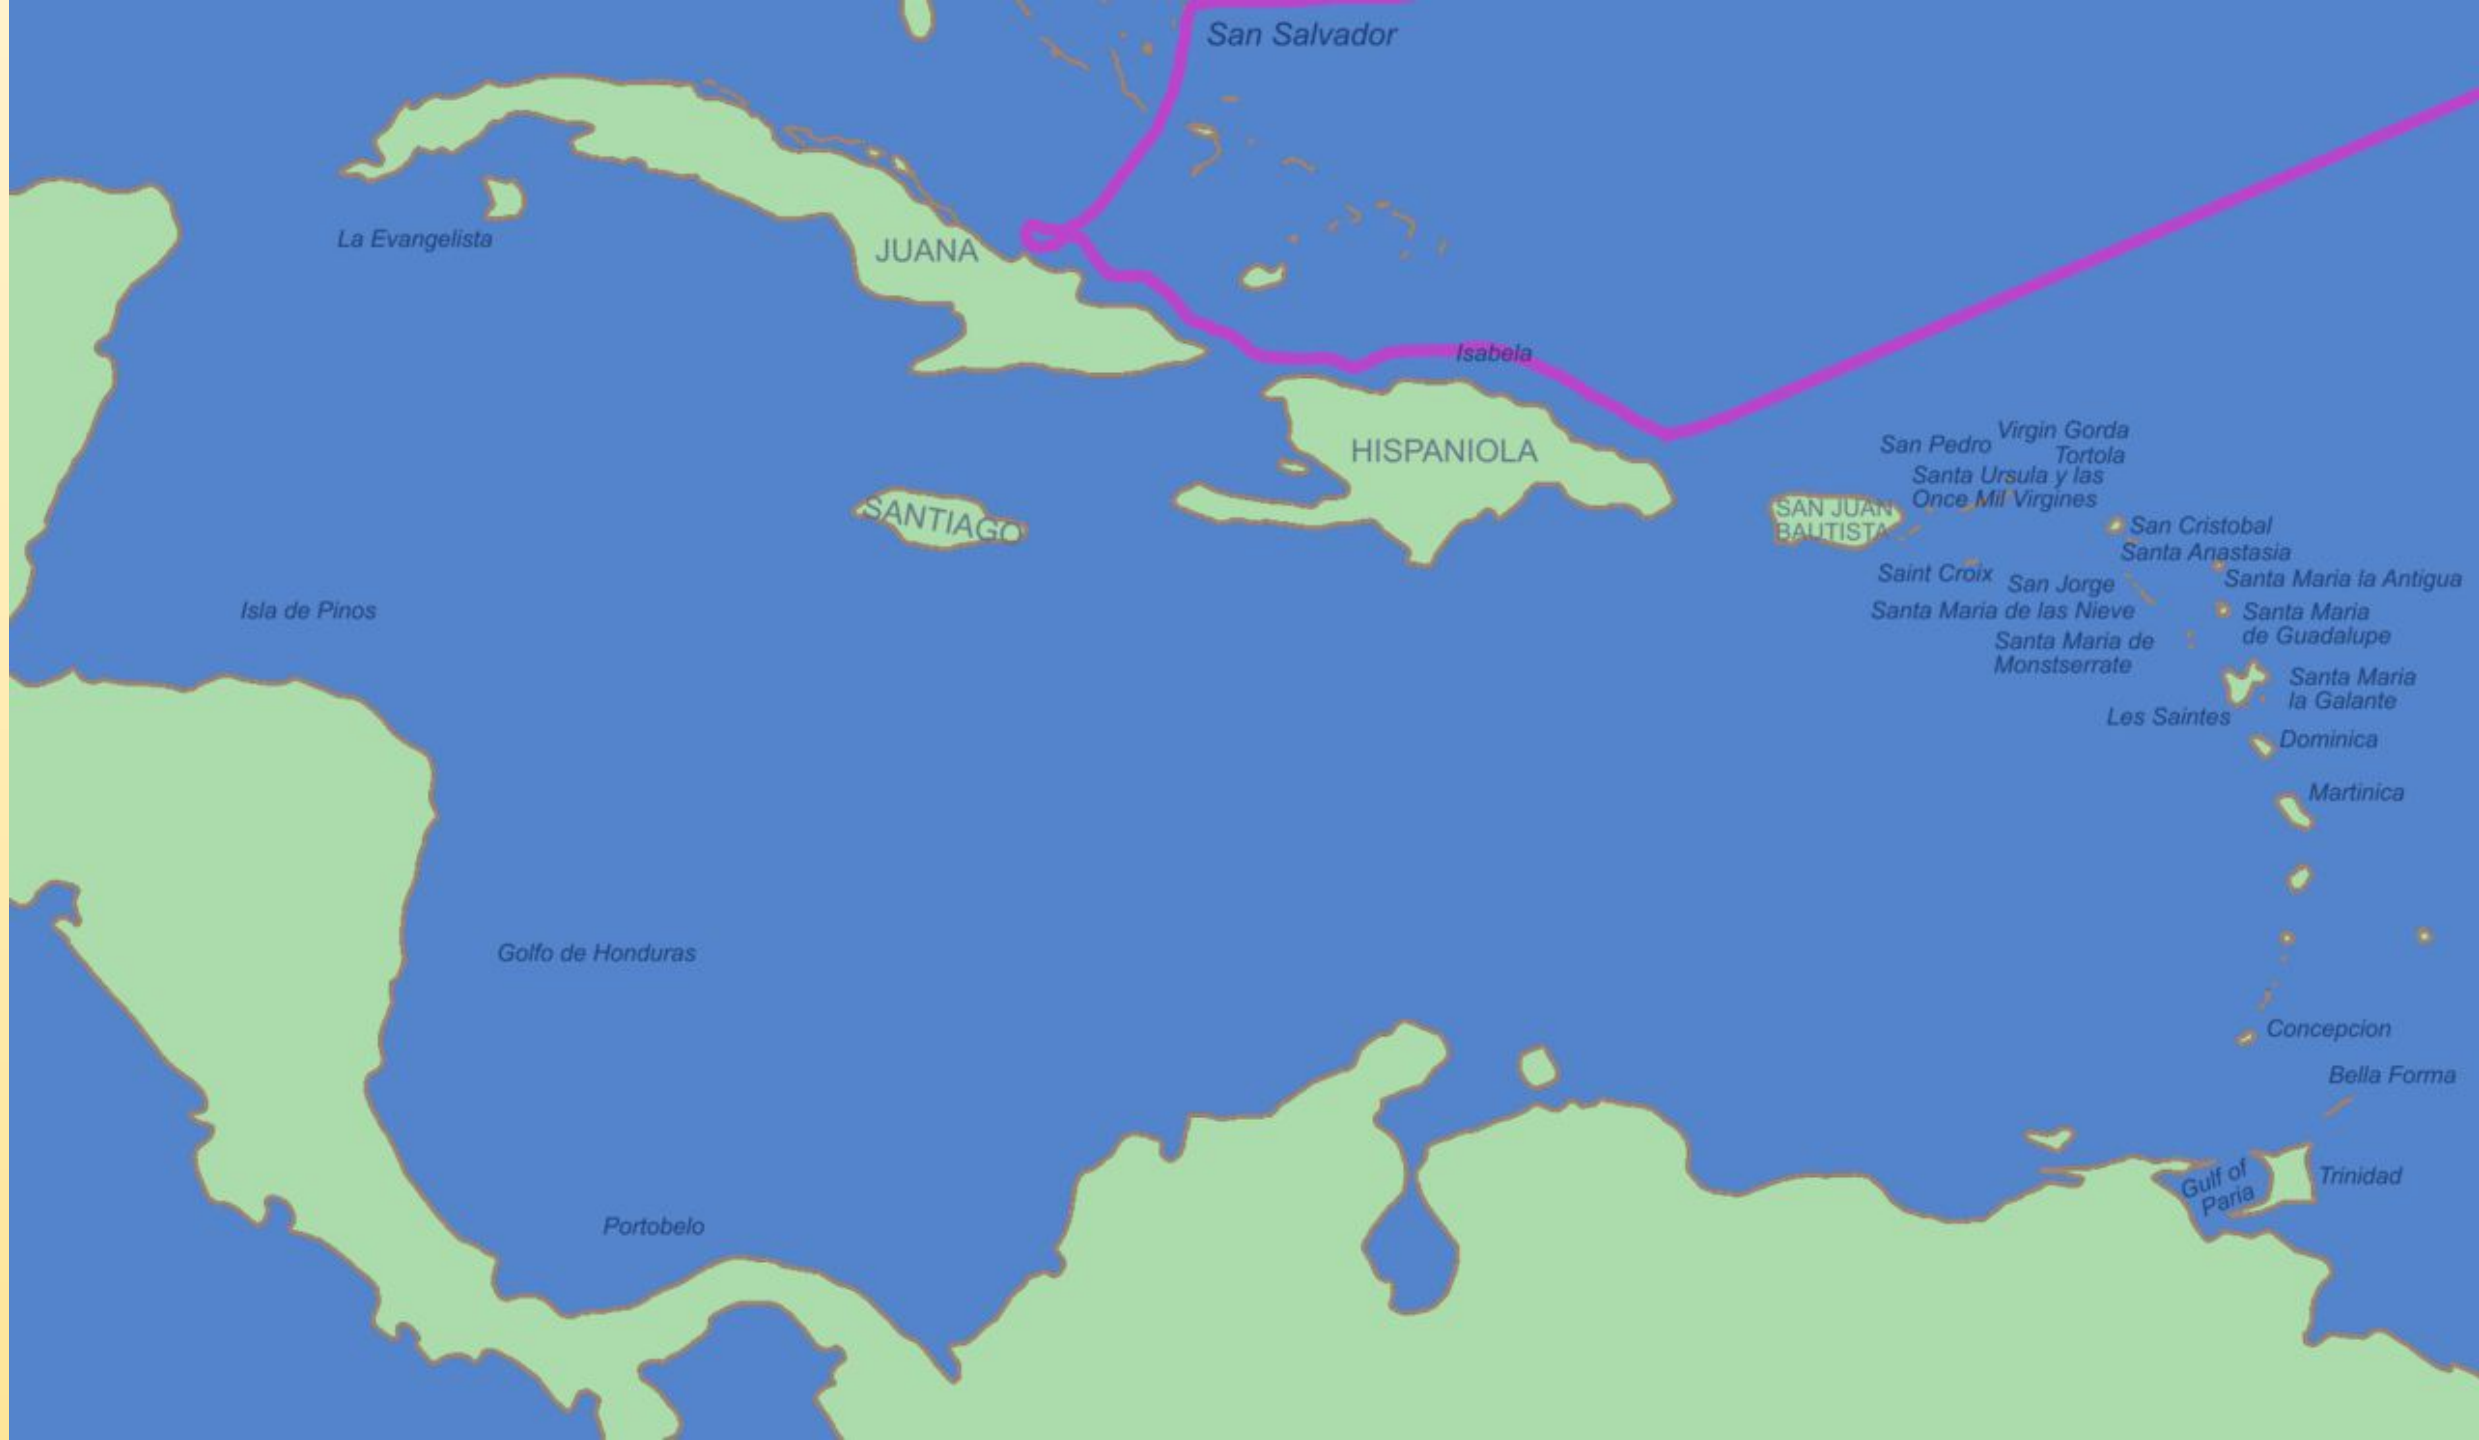 San Salvador
La Evangelista
JUANA
Isabela
HISPANIOLA
SANTIAGO
SAN JUAN
BAUTISTA
San Pedro
Virgin Gorda
Tortola
Santa Ursula y las
Once Mil Virgines
San Cristobal
Santa Anastasia
Santa Maria la Antigua
Saint Croix
San Jorge
Santa Maria de las Nieve
Santa Maria
de Guadalupe
Santa Maria de
Monstserrate
Santa Maria
la Galante
Les Saintes
Dominica
Martinica
Isla de Pinos
Golfo de Honduras
Concepcion
Bella Forma
Gulf of
Paria
Trinidad
Portobelo